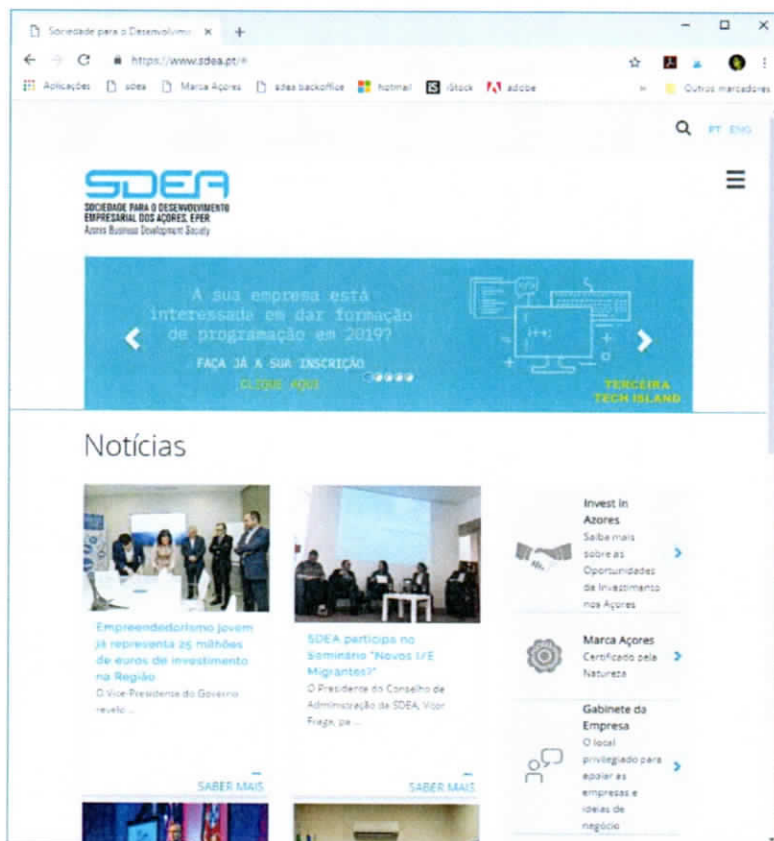 Sociedade para o Desenvolvime
https://www.sdea.pt/#
Aplicações sdea Marca Açores sdea backoffice hotmail iS iStock adobe » Outros marcadores
PT ENG
SDEA
SOCIEDADE PARA O DESENVOLVIMENTO
EMPRESARIAL DOS AÇORES, EPER
Azores Business Development Society
A sua empresa está
interessada em dar formação
de programação em 2019?
FAÇA JÁ A SUA INSCRIÇÃO
CLIQUE AQUI
TERCEIRA
TECH ISLAND
Notícias
Empreendedorismo jovem
já representa 25 milhões
de euros de investimento
na Região
O Vice-Presidente do Governo
revelo ...
SABER MAIS
SDEA participa no
Seminário "Novos I/E
Migrantes?"
O Presidente do Conselho de
Administração da SDEA, Vítor
Fraga, pa ...
SABER MAIS
Invest in
Azores
Saiba mais
sobre as
Oportunidades
de Investimento
nos Açores
Marca Açores
Certificado pela
Natureza
Gabinete da
Empresa
O local
privilegiado para
apoiar as
empresas e
ideias de
negócio